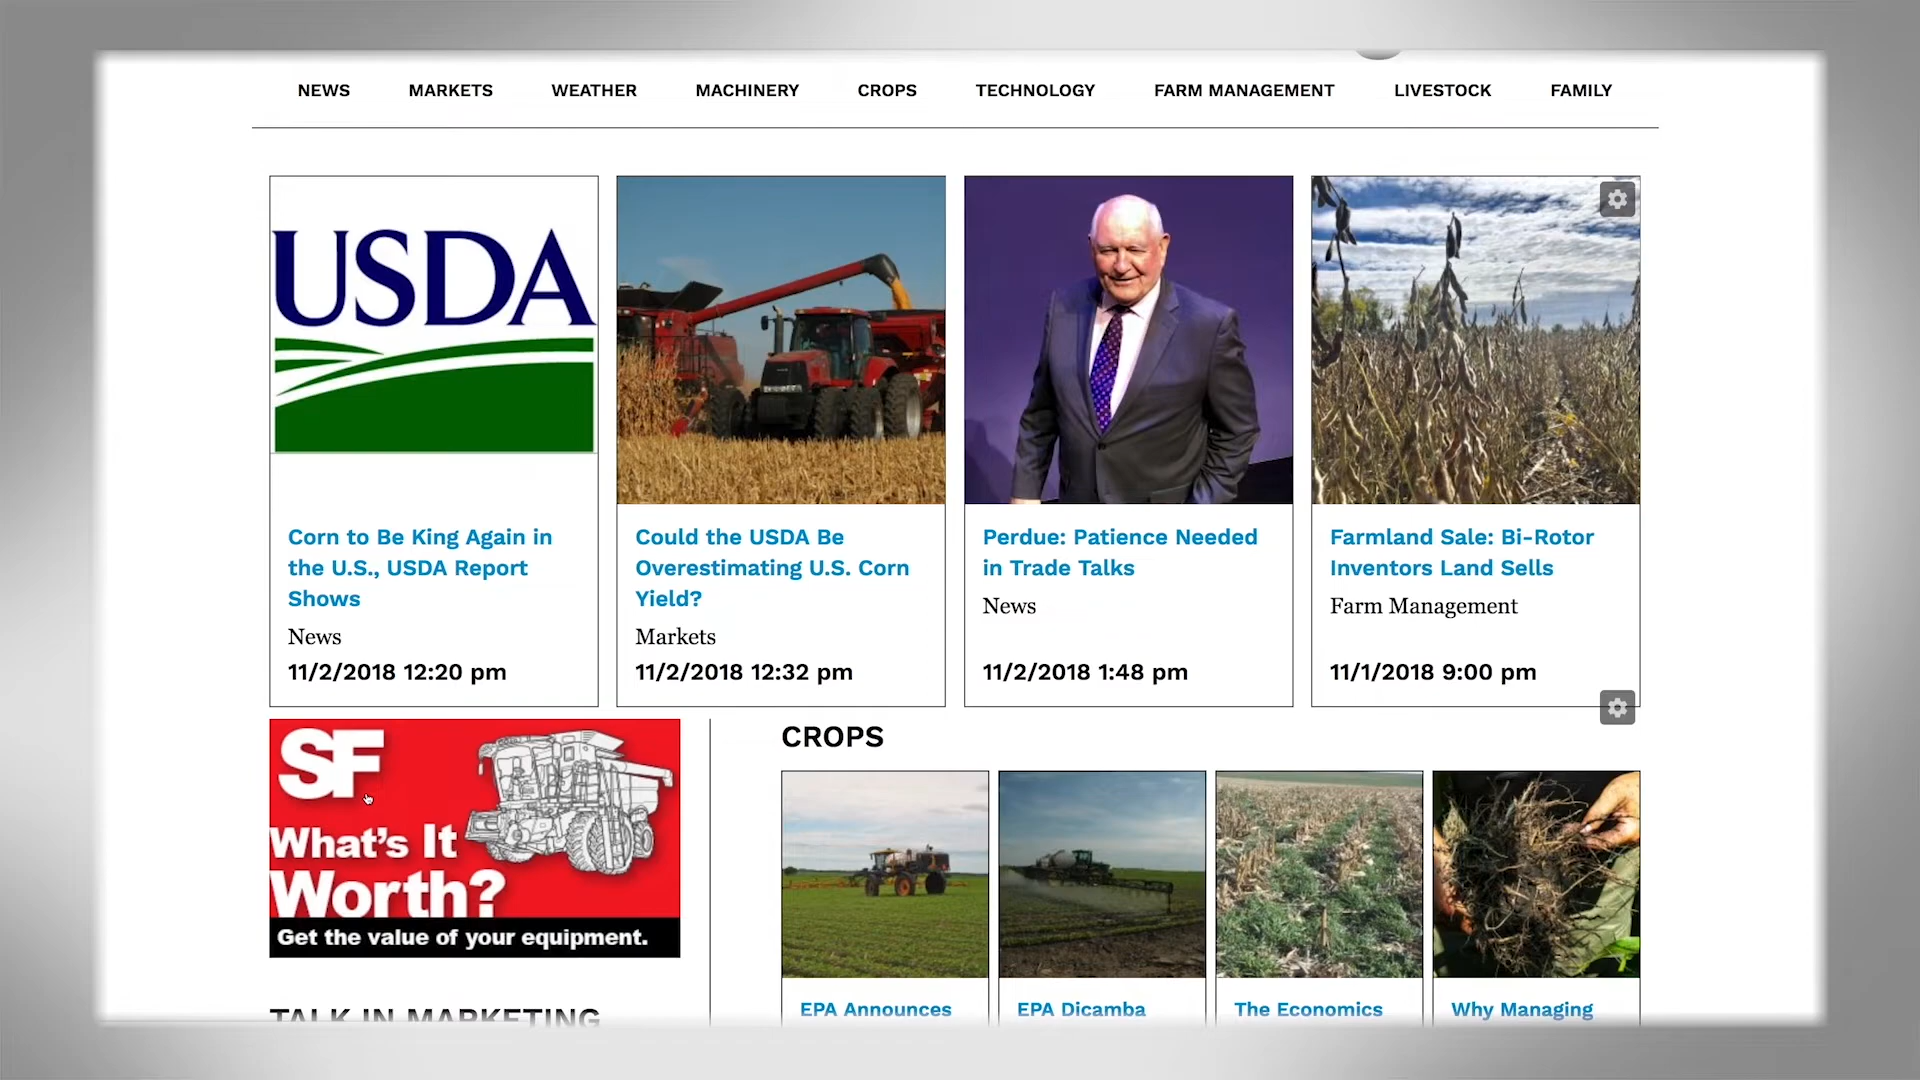 NEWS MARKETS WEATHER MACHINERY CROPS TECHNOLOGY FARM MANAGEMENT LIVESTOCK FAMILY
USDA
Corn to Be King Again in
the U.S., USDA Report
Shows
News
11/2/2018 12:20 pm
Could the USDA Be
Overestimating U.S. Corn
Yield?
Markets
11/2/2018 12:32 pm
Perdue: Patience Needed
in Trade Talks
News
11/2/2018 1:48 pm
Farmland Sale: Bi-Rotor
Inventors Land Sells
Farm Management
11/1/2018 9:00 pm
SF
What's It
Worth?
Get the value of your equipment.
TALK IN MARKETING
CROPS
EPA Announces
EPA Dicamba
The Economics
Why Managing